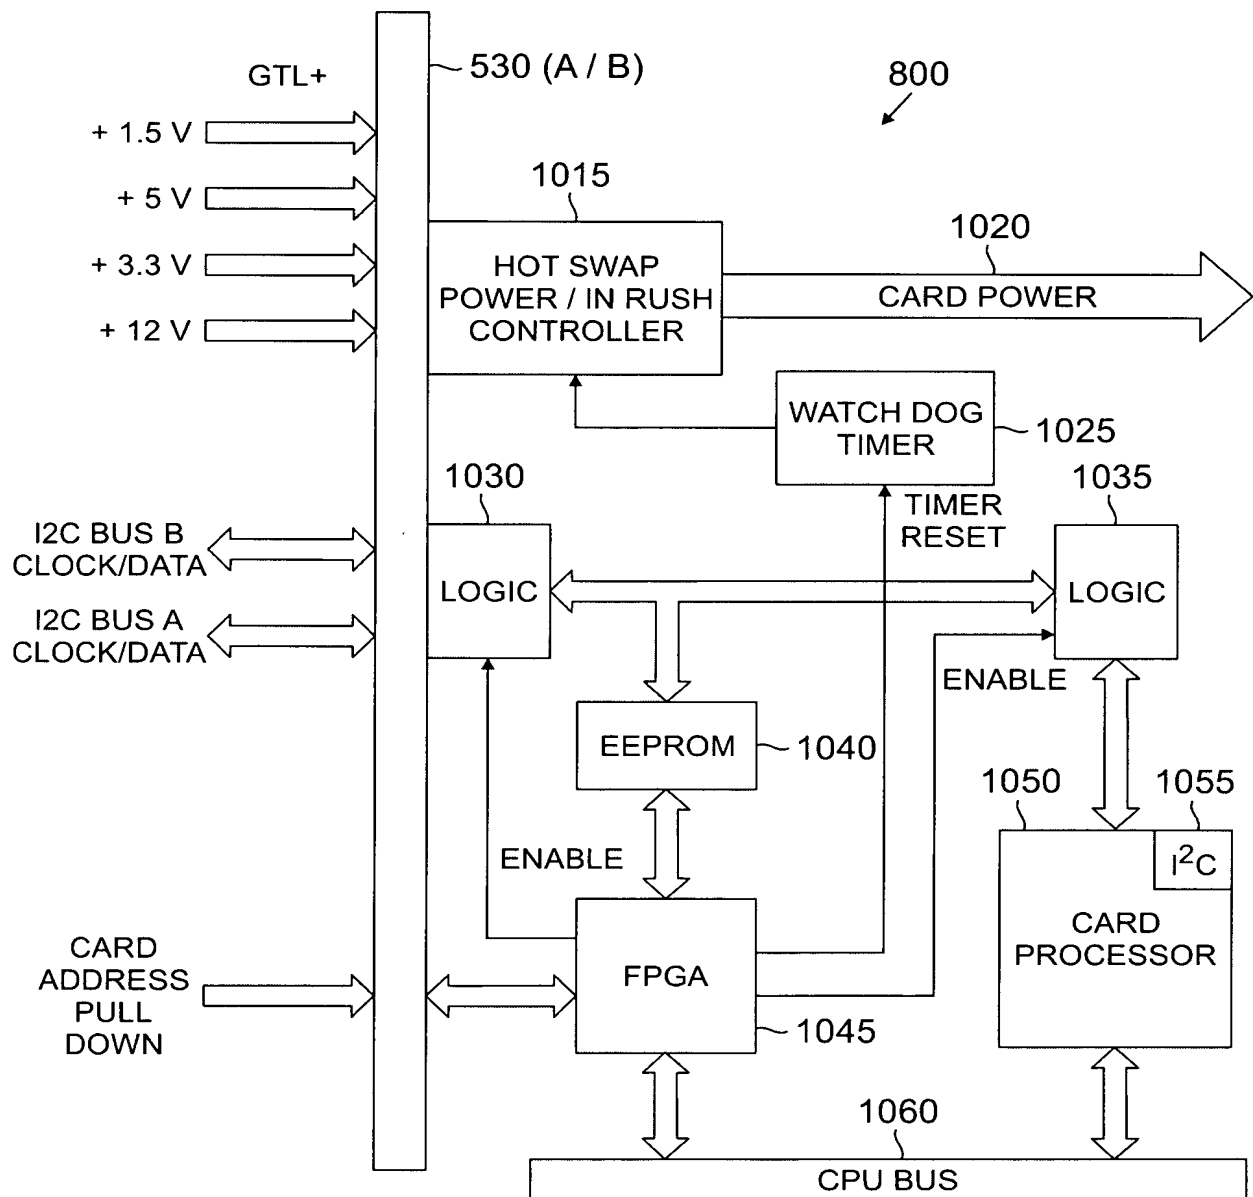 GTL+
530 (A / B)
800
+ 1.5 V
+ 5 V
+ 3.3 V
+ 12 V
1015
HOT SWAP
POWER / IN RUSH
CONTROLLER
1020
CARD POWER
WATCH DOG
TIMER
1025
TIMER
RESET
1030
LOGIC
1035
LOGIC
I2C BUS B
CLOCK/DATA
I2C BUS A
CLOCK/DATA
ENABLE
EEPROM
1040
ENABLE
1050
1055
I²C
CARD
PROCESSOR
CARD
ADDRESS
PULL
DOWN
FPGA
1045
1060
CPU BUS